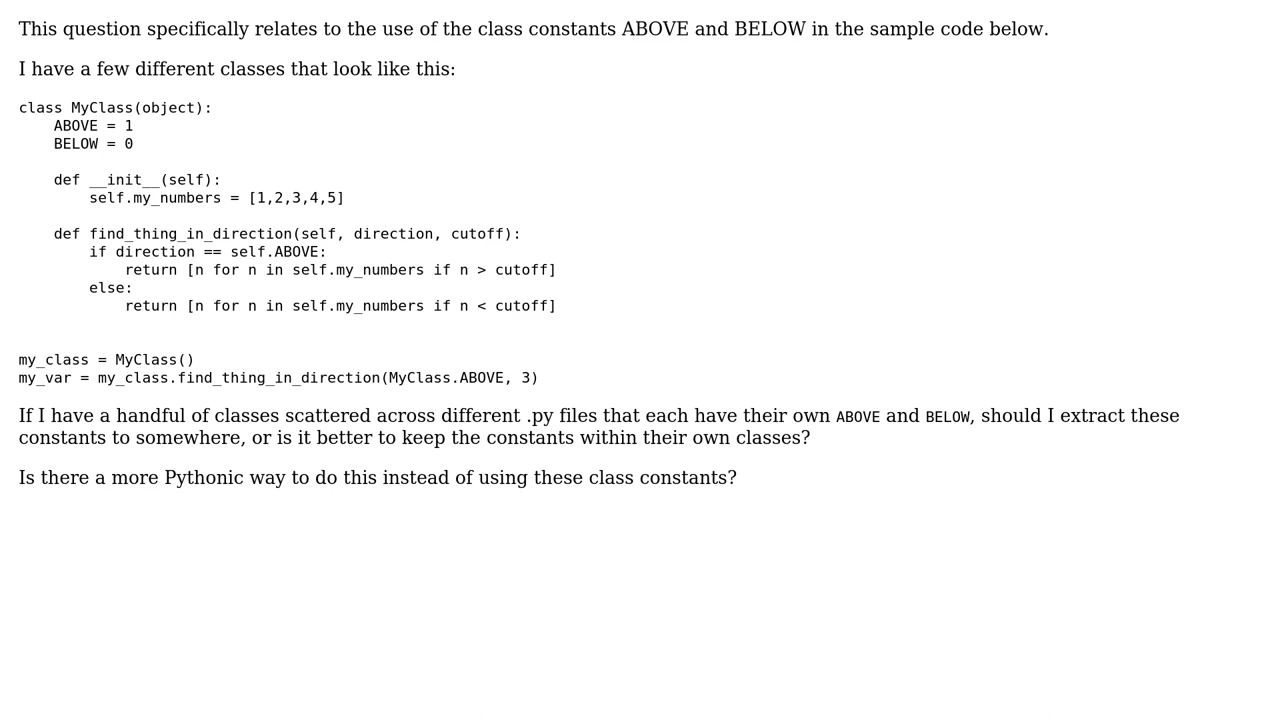 This question specifically relates to the use of the class constants ABOVE and BELOW in the sample code below.
I have a few different classes that look like this:
class MyClass(object):
    ABOVE = 1
    BELOW = 0

    def __init__(self):
        self.my_numbers = [1,2,3,4,5]

    def find_thing_in_direction(self, direction, cutoff):
        if direction == self.ABOVE:
            return [n for n in self.my_numbers if n > cutoff]
        else:
            return [n for n in self.my_numbers if n < cutoff]


my_class = MyClass()
my_var = my_class.find_thing_in_direction(MyClass.ABOVE, 3)
If I have a handful of classes scattered across different .py files that each have their own ABOVE and BELOW, should I extract these
constants to somewhere, or is it better to keep the constants within their own classes?
Is there a more Pythonic way to do this instead of using these class constants?